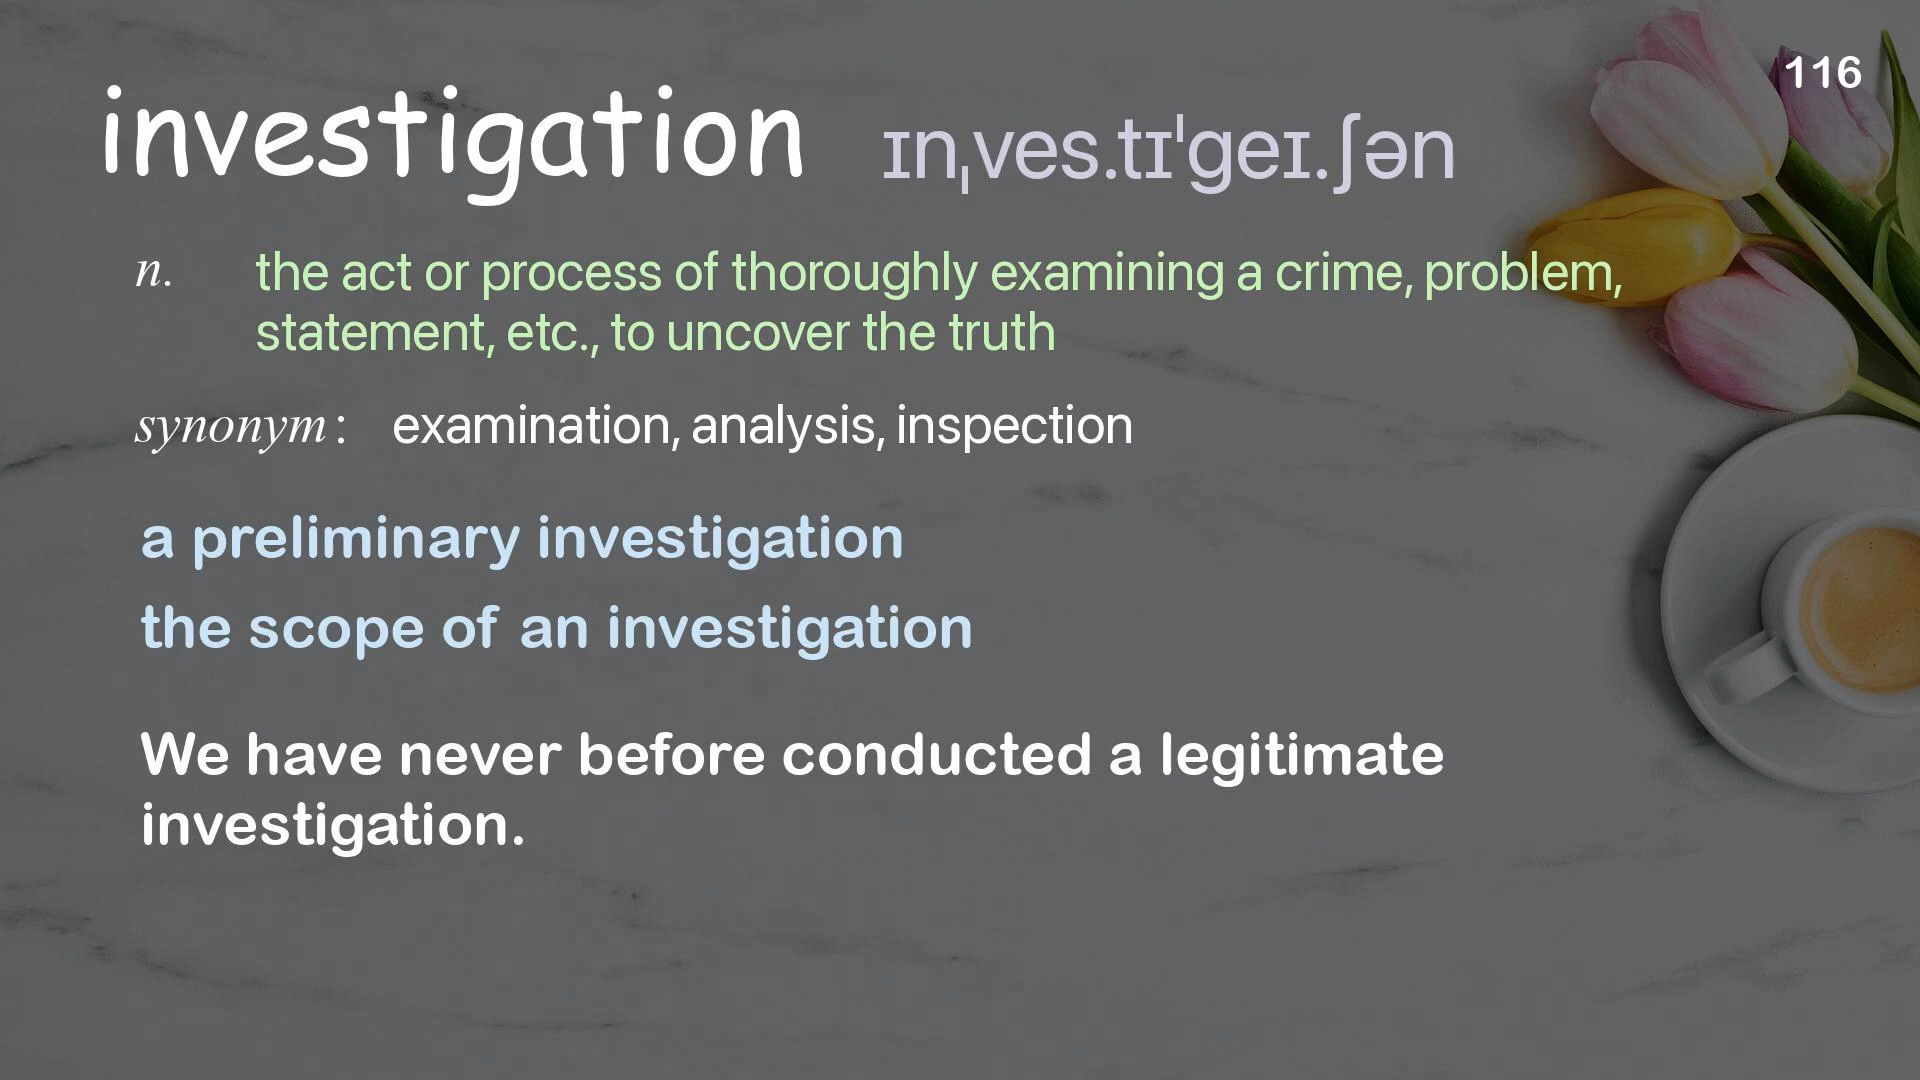 116
investigation ɪnˌves.tɪˈgeɪ.ʃən
n. the act or process of thoroughly examining a crime, problem,
statement, etc., to uncover the truth
synonym : examination, analysis, inspection
a preliminary investigation
the scope of an investigation
We have never before conducted a legitimate
investigation.